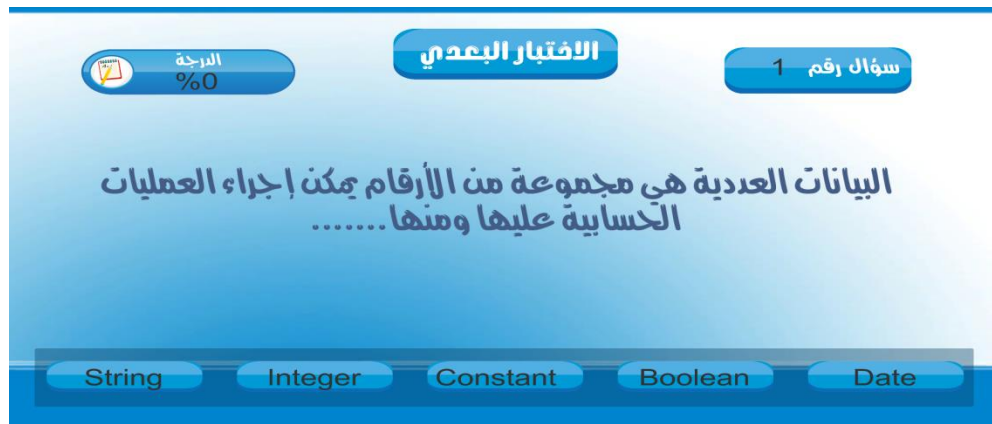 الاختبار البعدي
سؤال رقم 1
الدرجة
%0
البيانات العددية هي مجموعة من الأرقام يمكن إجراء العمليات
الحسابية عليها ومنها.......
String Integer Constant Boolean Date